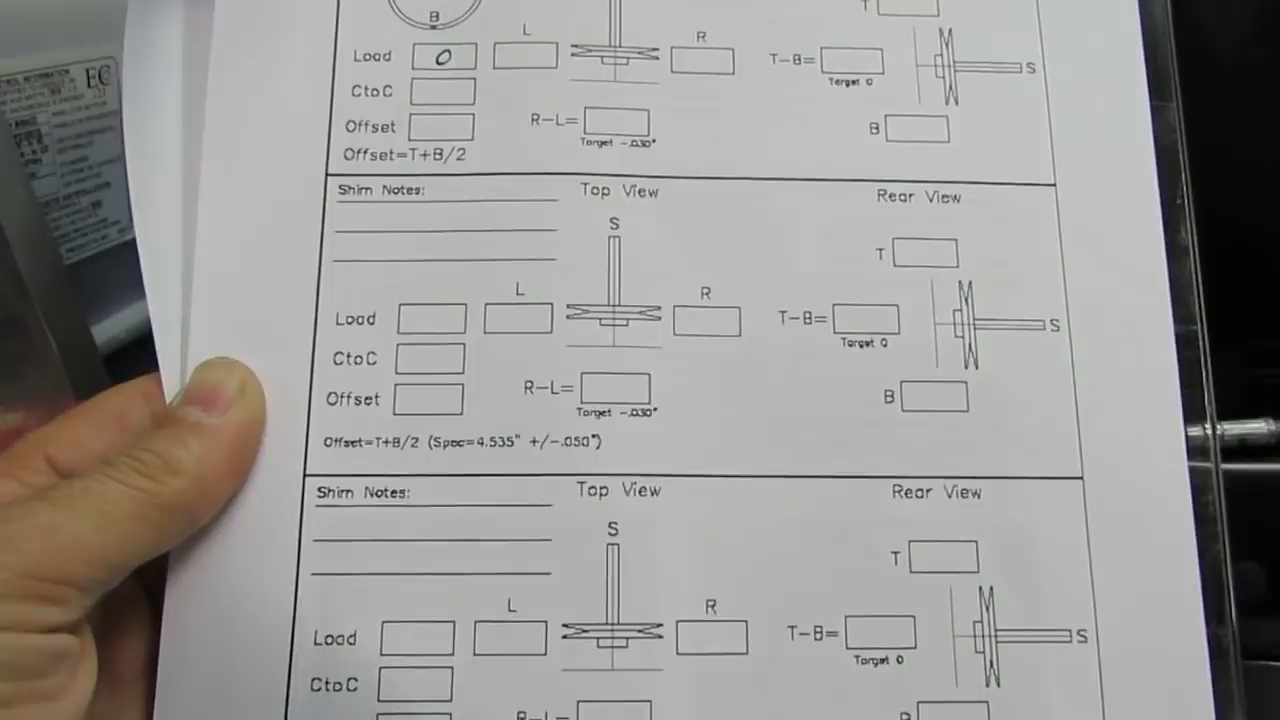 B
T
L
R
Load O
T-B=
S
Target 0
CtoC
R-L=
B
Offset
Target -.030"
Offset=T+B/2
Shim Notes:
Top View
Rear View
S
T
L
R
Load
T-B=
S
Target 0
CtoC
R-L=
B
Offset
Target -.030"
Offset=T+B/2 (Spec=4.535" +/-.050")
Shim Notes:
Top View
Rear View
S
T
L
R
Load
T-B=
S
Target 0
CtoC
R-L=
B
EC